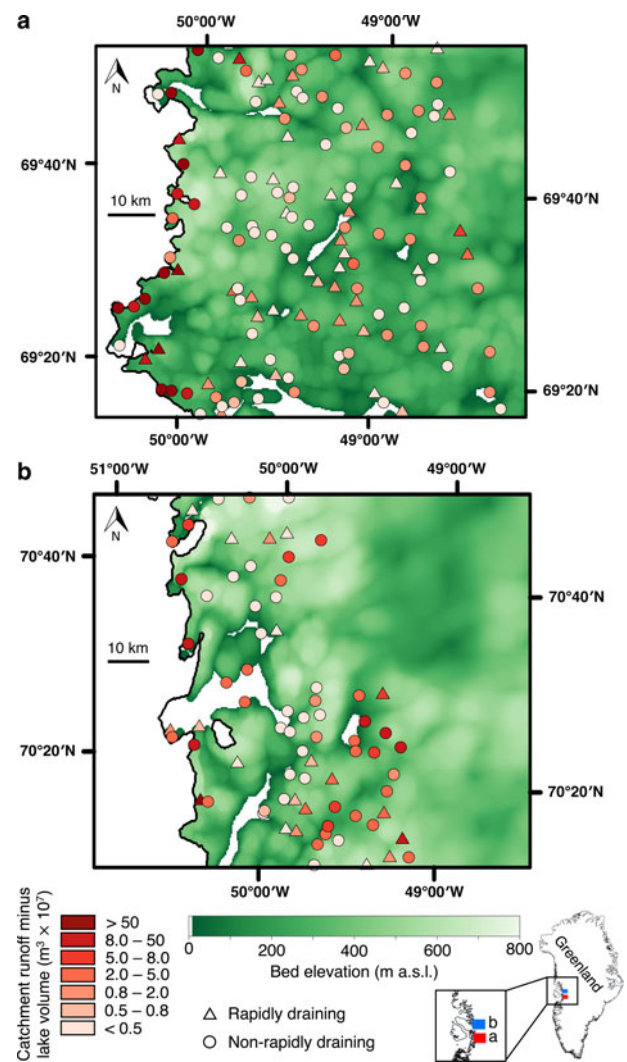 a
50°00′W 49°00′W
N
69°40′N
69°40′N
10 km
69°20′N
69°20′N
50°00′W 49°00′W
b
51°00′W 50°00′W 49°00′W
N
70°40′N
70°40′N
10 km
70°20′N
70°20′N
50°00′W 49°00′W
Catchment runoff minus
lake volume (m³ × 10⁷)
> 50
8.0 – 50
5.0 – 8.0
2.0 – 5.0
0.8 – 2.0
0.5 – 0.8
< 0.5
0 200 400 600 800
Bed elevation (m a.s.l.)
Rapidly draining
Non-rapidly draining
Greenland
b
a